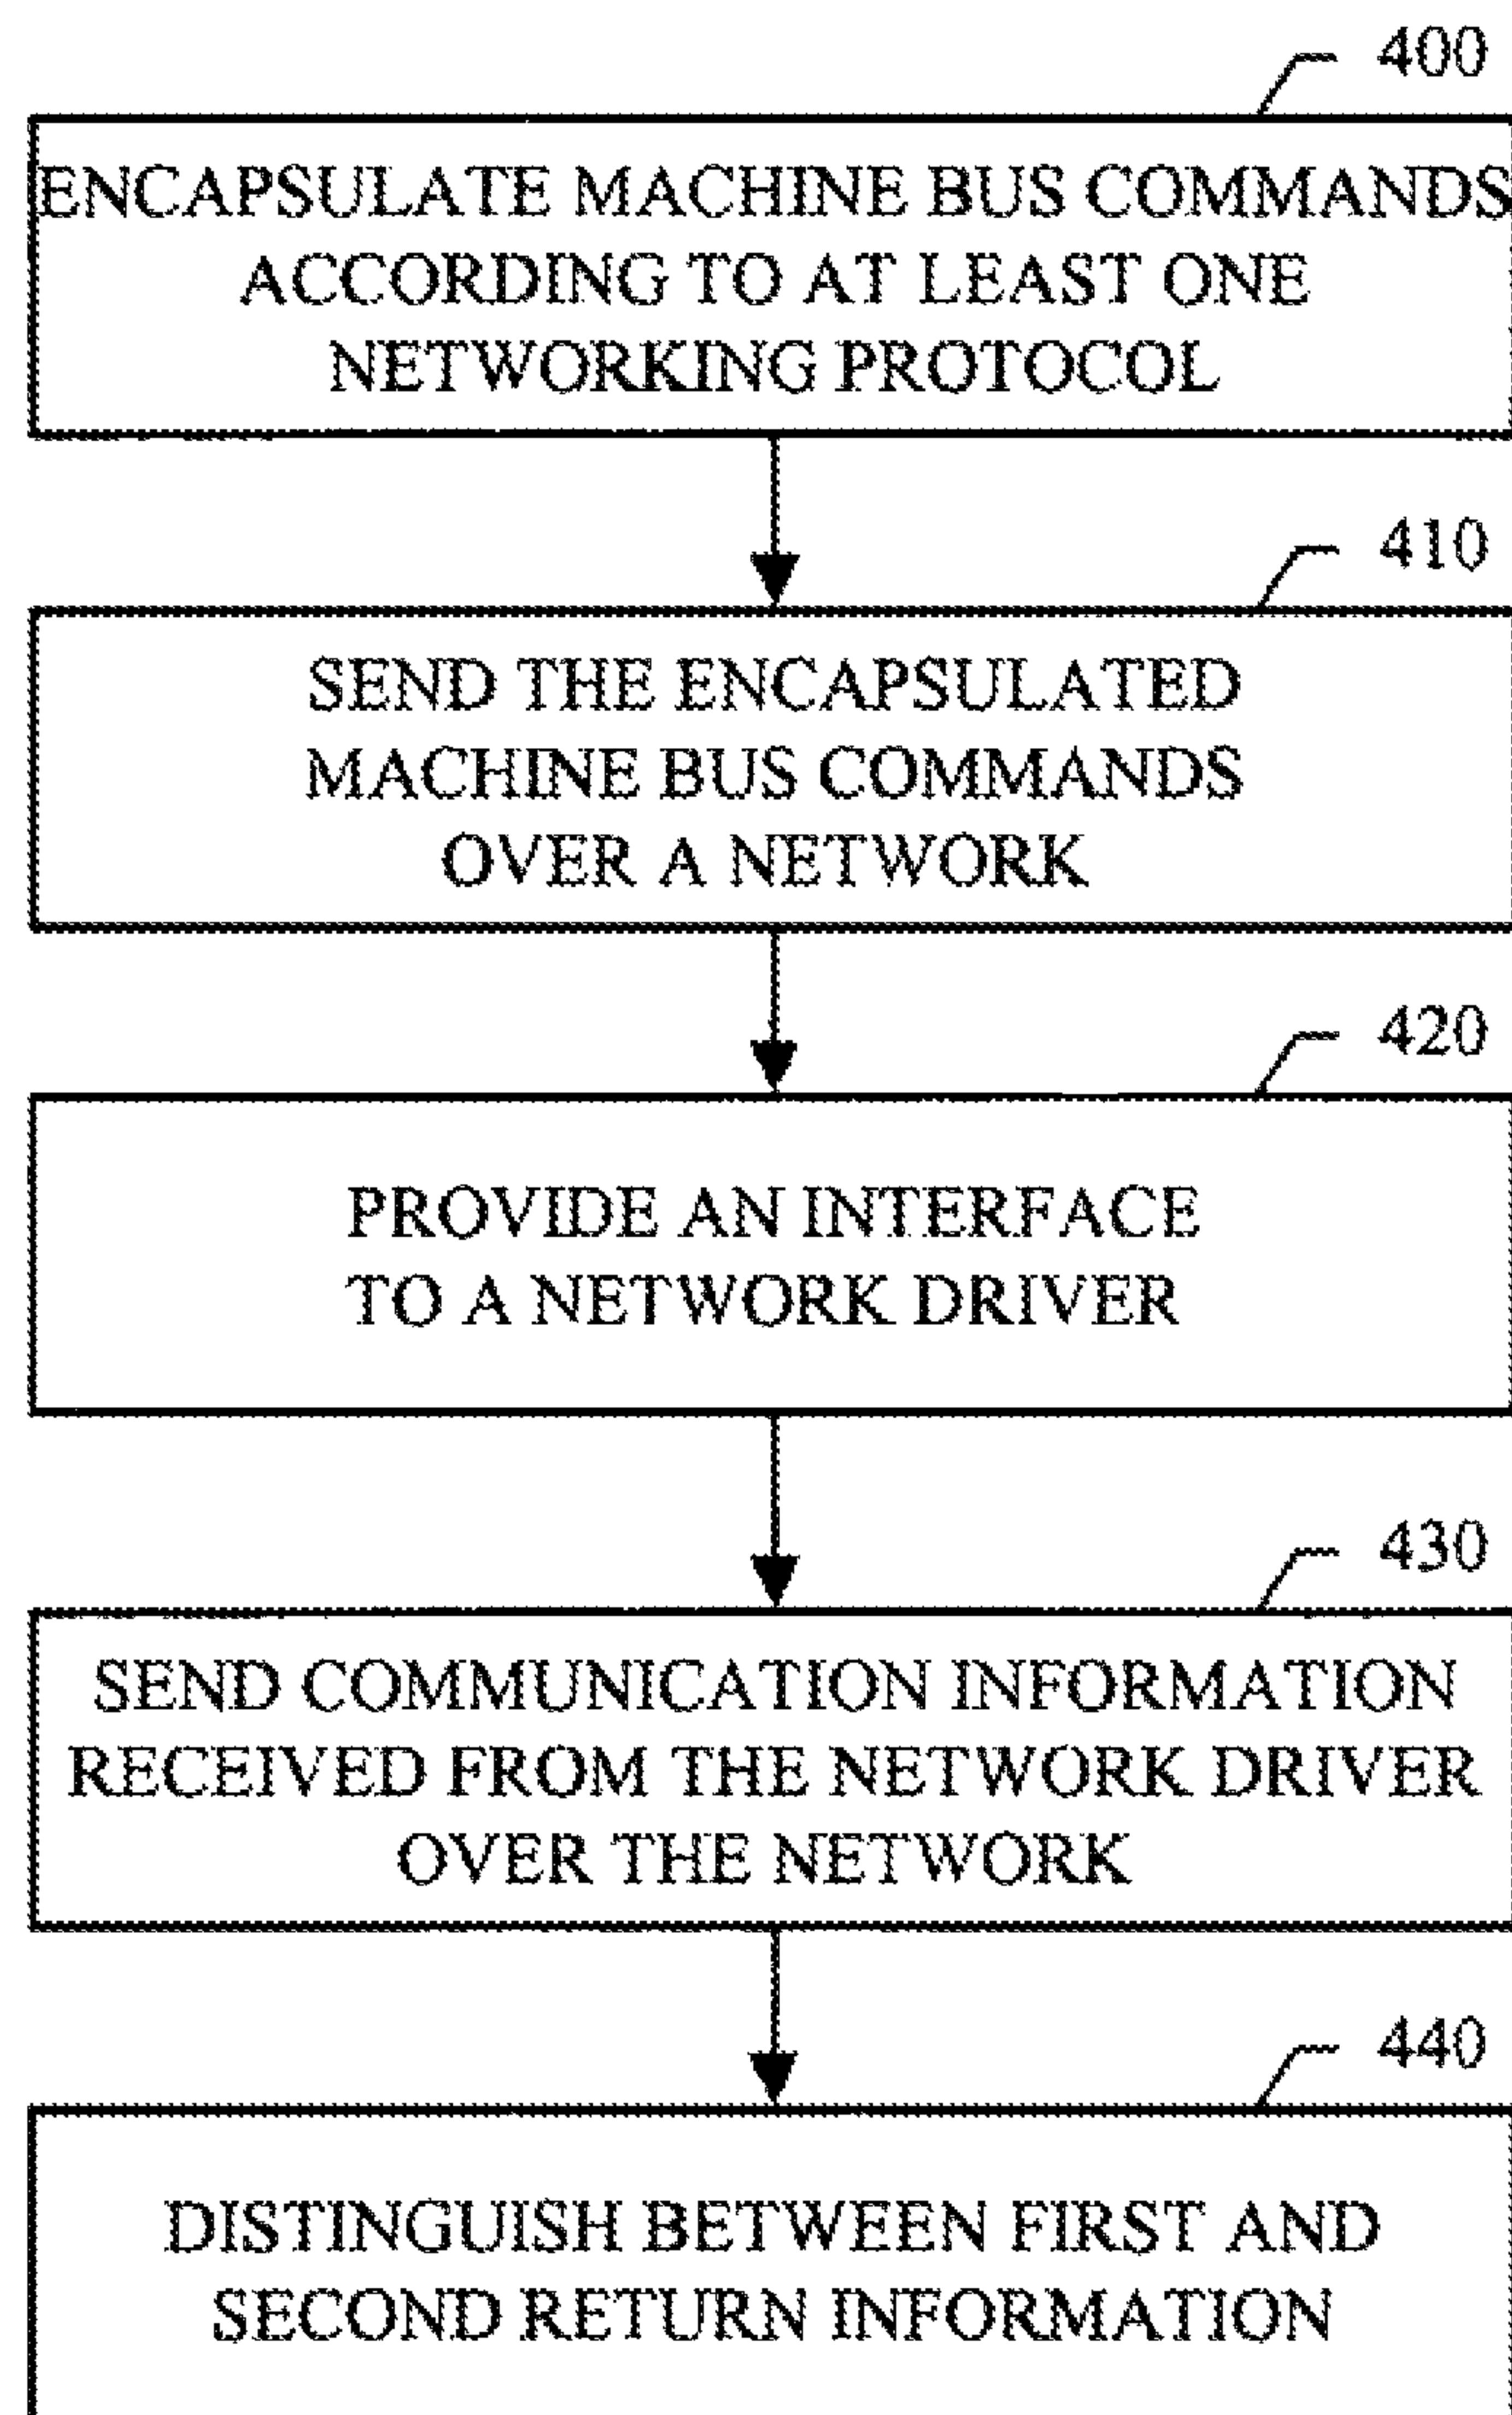 400
ENCAPSULATE MACHINE BUS COMMANDS
ACCORDING TO AT LEAST ONE
NETWORKING PROTOCOL
410
SEND THE ENCAPSULATED
MACHINE BUS COMMANDS
OVER A NETWORK
420
PROVIDE AN INTERFACE
TO A NETWORK DRIVER
430
SEND COMMUNICATION INFORMATION
RECEIVED FROM THE NETWORK DRIVER
OVER THE NETWORK
440
DISTINGUISH BETWEEN FIRST AND
SECOND RETURN INFORMATION